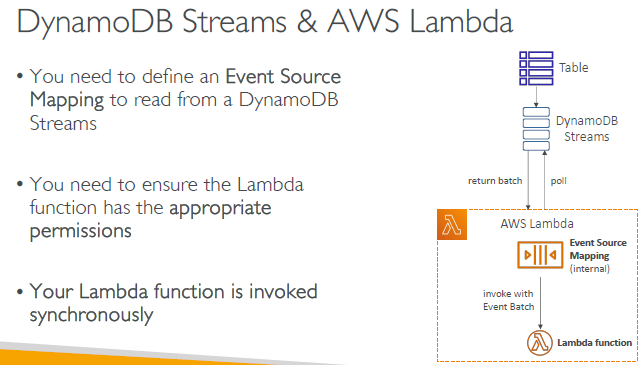 DynamoDB Streams & AWS Lambda
• You need to define an Event Source
Mapping to read from a DynamoDB
Streams
• You need to ensure the Lambda
function has the appropriate
permissions
• Your Lambda function is invoked
synchronously
Table
DynamoDB
Streams
return batch
poll
AWS Lambda
Event Source
Mapping
(internal)
invoke with
Event Batch
Lambda function